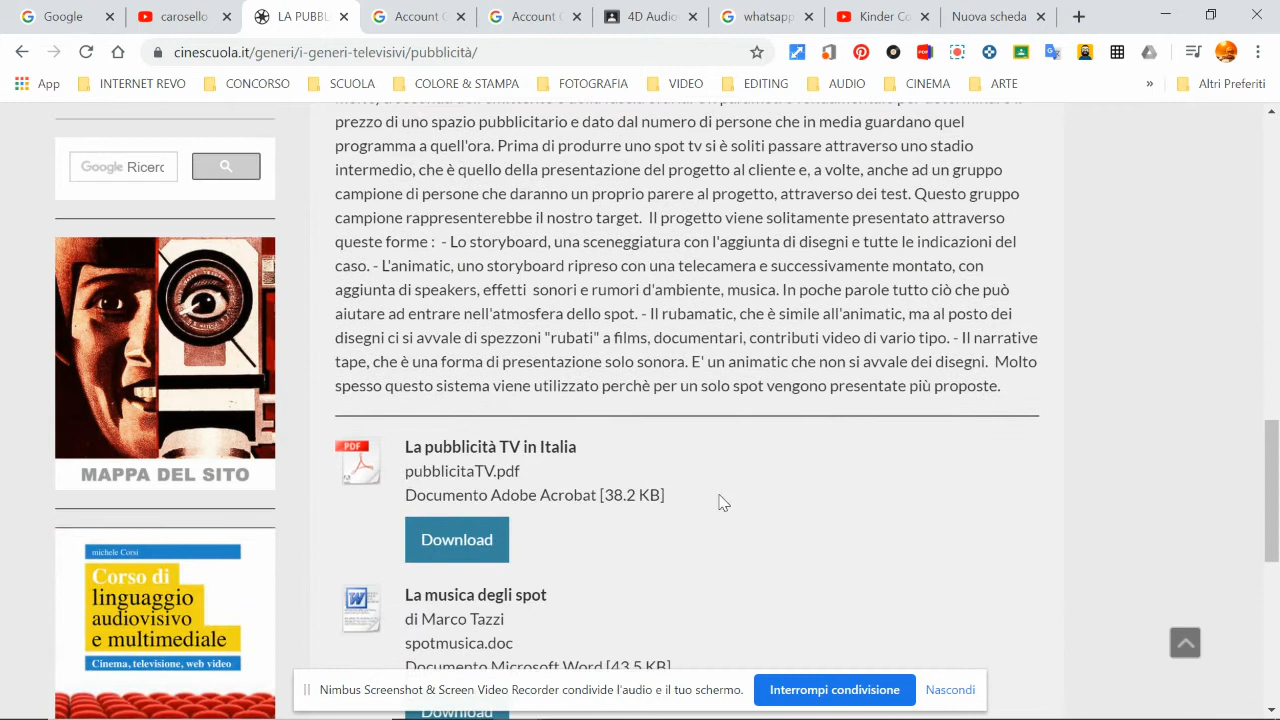 Google
carosello
LA PUBBL
Account G
Account G
4D Audio
whatsapp
Kinder Co
Nuova scheda
cinescuola.it/generi/i-generi-televisivi/pubblicità/
App
INTERNET REVO
CONCORSO
SCUOLA
COLORI & STAMPA
FOTOGRAFIA
VIDEO
EDITING
AUDIO
CINEMA
ARTE
»
Altri Preferiti
prezzo di uno spazio pubblicitario e dato dal numero di persone che in media guardano quel
programma a quell'ora. Prima di produrre uno spot tv si è soliti passare attraverso uno stadio
intermedio, che è quello della presentazione del progetto al cliente e, a volte, anche ad un gruppo
campione di persone che daranno un proprio parere al progetto, attraverso dei test. Questo gruppo
campione rappresenterebbe il nostro target. Il progetto viene solitamente presentato attraverso
queste forme : - Lo storyboard, una sceneggiatura con l'aggiunta di disegni e tutte le indicazioni del
caso. - L'animatic, uno storyboard ripreso con una telecamera e successivamente montato, con
aggiunta di speakers, effetti sonori e rumori d'ambiente, musica. In poche parole tutto ciò che può
aiutare ad entrare nell'atmosfera dello spot. - Il rubamatic, che è simile all'animatic, ma al posto dei
disegni ci si avvale di spezzoni "rubati" a films, documentari, contributi video di vario tipo. - Il narrative
tape, che è una forma di presentazione solo sonora. E' un animatic che non si avvale dei disegni. Molto
spesso questo sistema viene utilizzato perchè per un solo spot vengono presentate più proposte.
Google Ricerc
MAPPA DEL SITO
michele Corsi
Corso di
linguaggio
audiovisivo
e multimediale
Cinema, televisione, web video
PDF
La pubblicità TV in Italia
pubblicitaTV.pdf
Documento Adobe Acrobat [38.2 KB]
Download
La musica degli spot
di Marco Tazzi
spotmusica.doc
Documento Microsoft Word [43.5 KB]
Download
Nimbus Screenshot & Screen Video Recorder condivide l'audio e il tuo schermo.
Interrompi condivisione
Nascondi